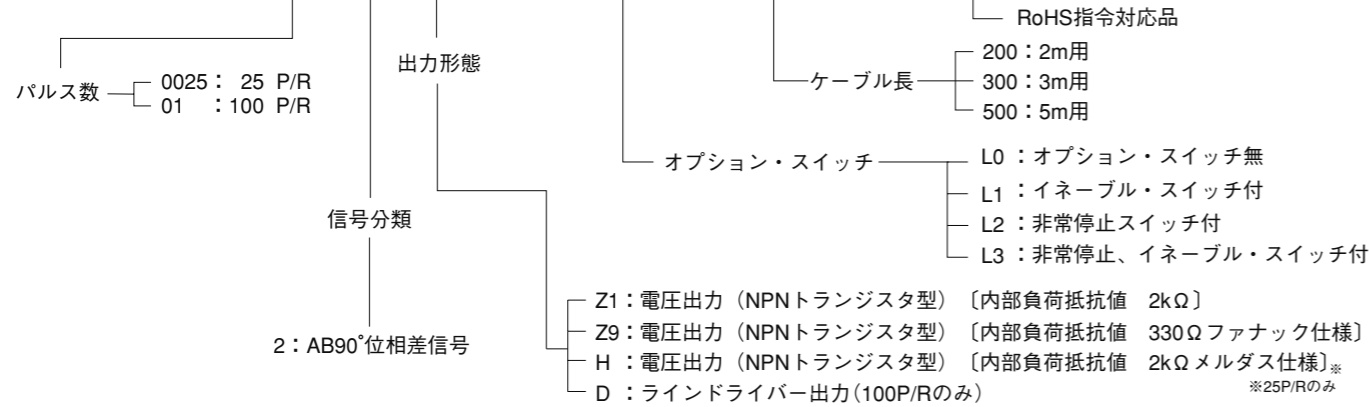 RoHS指令対応品
パルス数
0025： 25 P/R
01 ：100 P/R
出力形態
ケーブル長
200：2m用
300：3m用
500：5m用
オプション・スイッチ
L0：オプション・スイッチ無
L1：イネーブル・スイッチ付
L2：非常停止スイッチ付
L3：非常停止、イネーブル・スイッチ付
信号分類
2：AB90°位相差信号
Z1：電圧出力（NPNトランジスタ型）〔内部負荷抵抗値 2kΩ〕
Z9：電圧出力（NPNトランジスタ型）〔内部負荷抵抗値 330Ωファナック仕様〕
H ：電圧出力（NPNトランジスタ型）〔内部負荷抵抗値 2kΩメルダス仕様〕※
※25P/Rのみ
D ：ラインドライバー出力(100P/Rのみ)